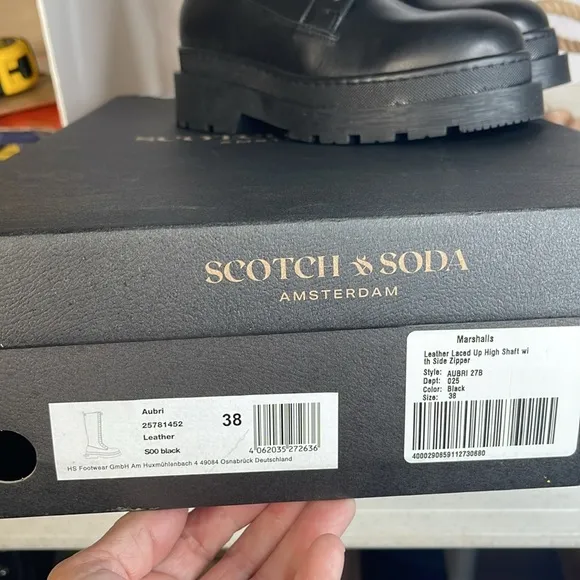 SCOTCH & SODA
AMSTERDAM
Marshalls
Leather Laced Up High Shaft wi
th Side Zipper
Style: AUBRI 27B
Dept: 025
Color: Black
Size: 38
4000290859112730680
Aubri
25781452
Leather
S00 black
38
4 062035 272636
HS Footwear GmbH Am Huxmühlenbach 4 49084 Osnabrück Deutschland